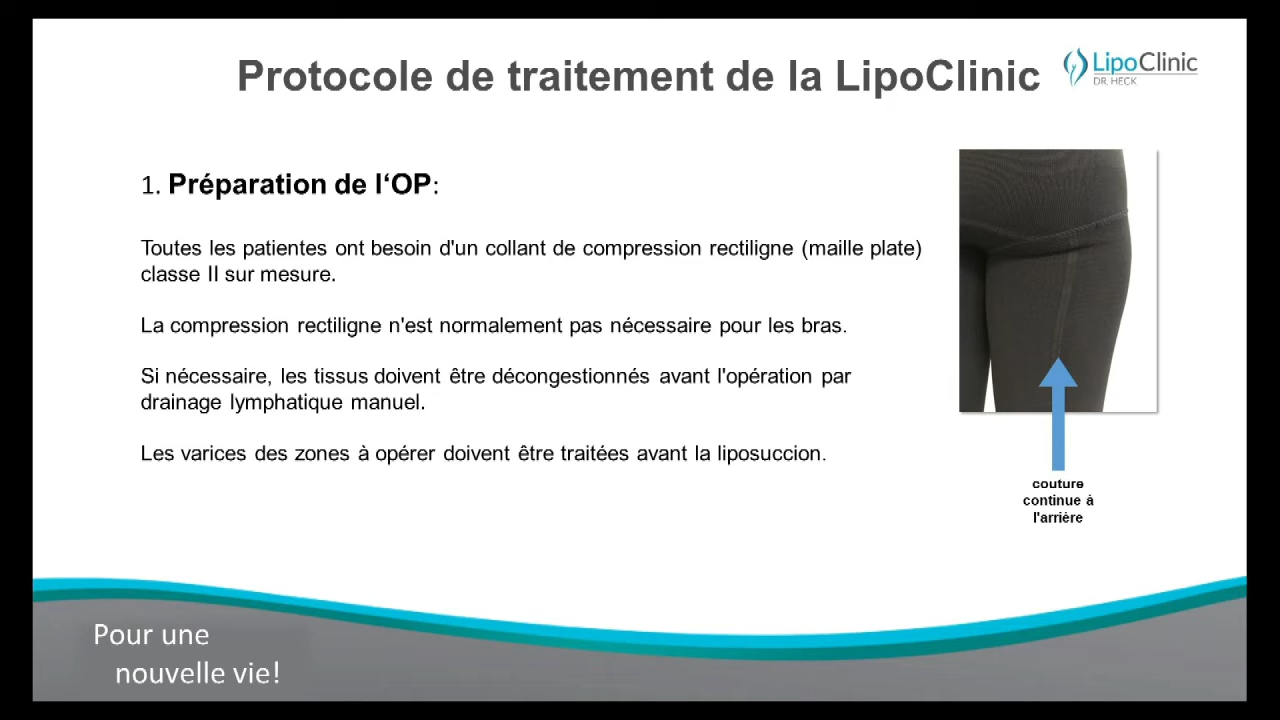 Protocole de traitement de la LipoClinic
LipoClinic
DR. HECK
1. Préparation de l‘OP:
Toutes les patientes ont besoin d'un collant de compression rectiligne (maille plate)
classe II sur mesure.
La compression rectiligne n'est normalement pas nécessaire pour les bras.
Si nécessaire, les tissus doivent être décongestionnés avant l'opération par
drainage lymphatique manuel.
Les varices des zones à opérer doivent être traitées avant la liposuccion.
couture
continue à
l'arrière
Pour une
nouvelle vie!